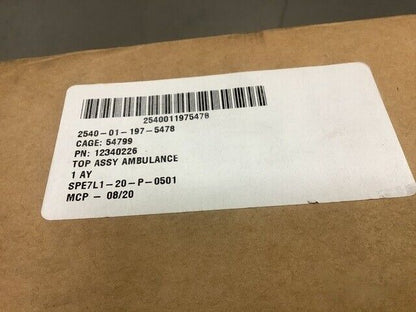 2540011975478
2540-01-197-5478
CAGE: 54799
PN: 12340226
TOP ASSY AMBULANCE
1 AY
SPE7L1-20-P-0501
MCP - 08/20